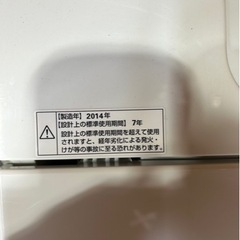 【製造年】2014年
【設計上の標準使用期間】 7年
設計上の標準使用期間を超えて使用
されますと、経年劣化による発火・
けが等の事故に至る恐れがあります。